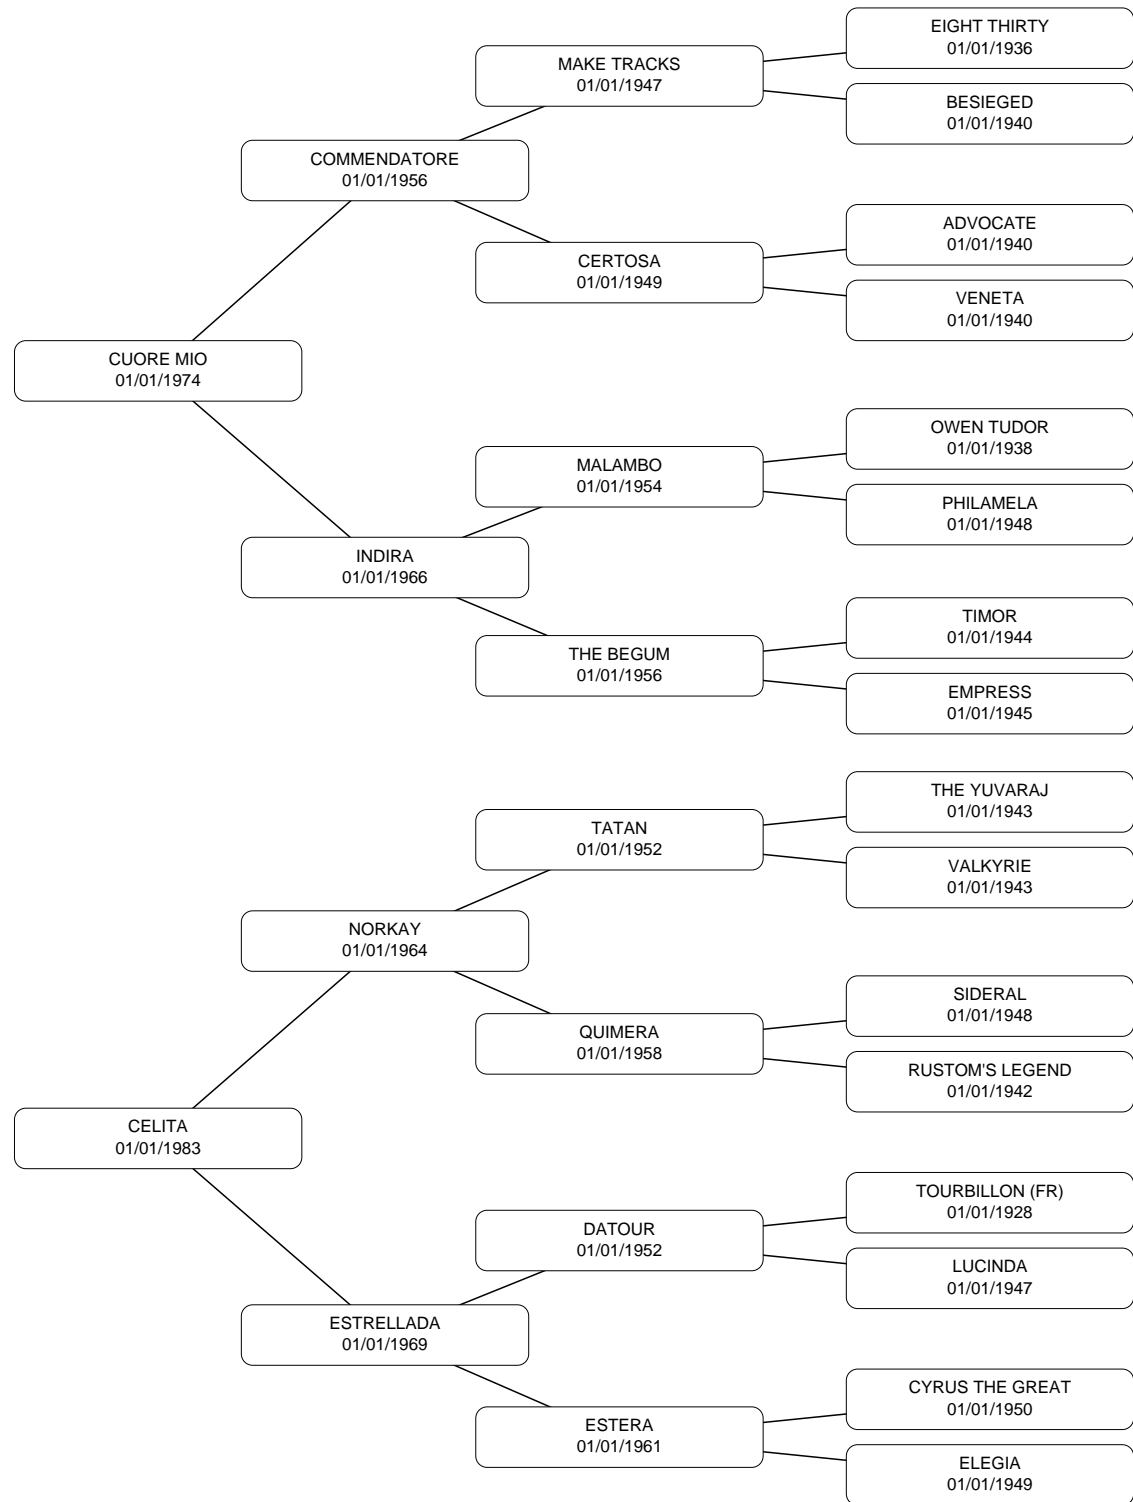 EIGHT THIRTY
01/01/1936
MAKE TRACKS
01/01/1947
BESIEGED
01/01/1940
COMMENDATORE
01/01/1956
ADVOCATE
01/01/1940
CERTOSA
01/01/1949
VENETA
01/01/1940
CUORE MIO
01/01/1974
OWEN TUDOR
01/01/1938
MALAMBO
01/01/1954
PHILAMELA
01/01/1948
INDIRA
01/01/1966
TIMOR
01/01/1944
THE BEGUM
01/01/1956
EMPRESS
01/01/1945
THE YUVARAJ
01/01/1943
TATAN
01/01/1952
VALKYRIE
01/01/1943
NORKAY
01/01/1964
SIDERAL
01/01/1948
QUIMERA
01/01/1958
RUSTOM'S LEGEND
01/01/1942
CELITA
01/01/1983
TOURBILLON (FR)
01/01/1928
DATOUR
01/01/1952
LUCINDA
01/01/1947
ESTRELLADA
01/01/1969
CYRUS THE GREAT
01/01/1950
ESTERA
01/01/1961
ELEGIA
01/01/1949